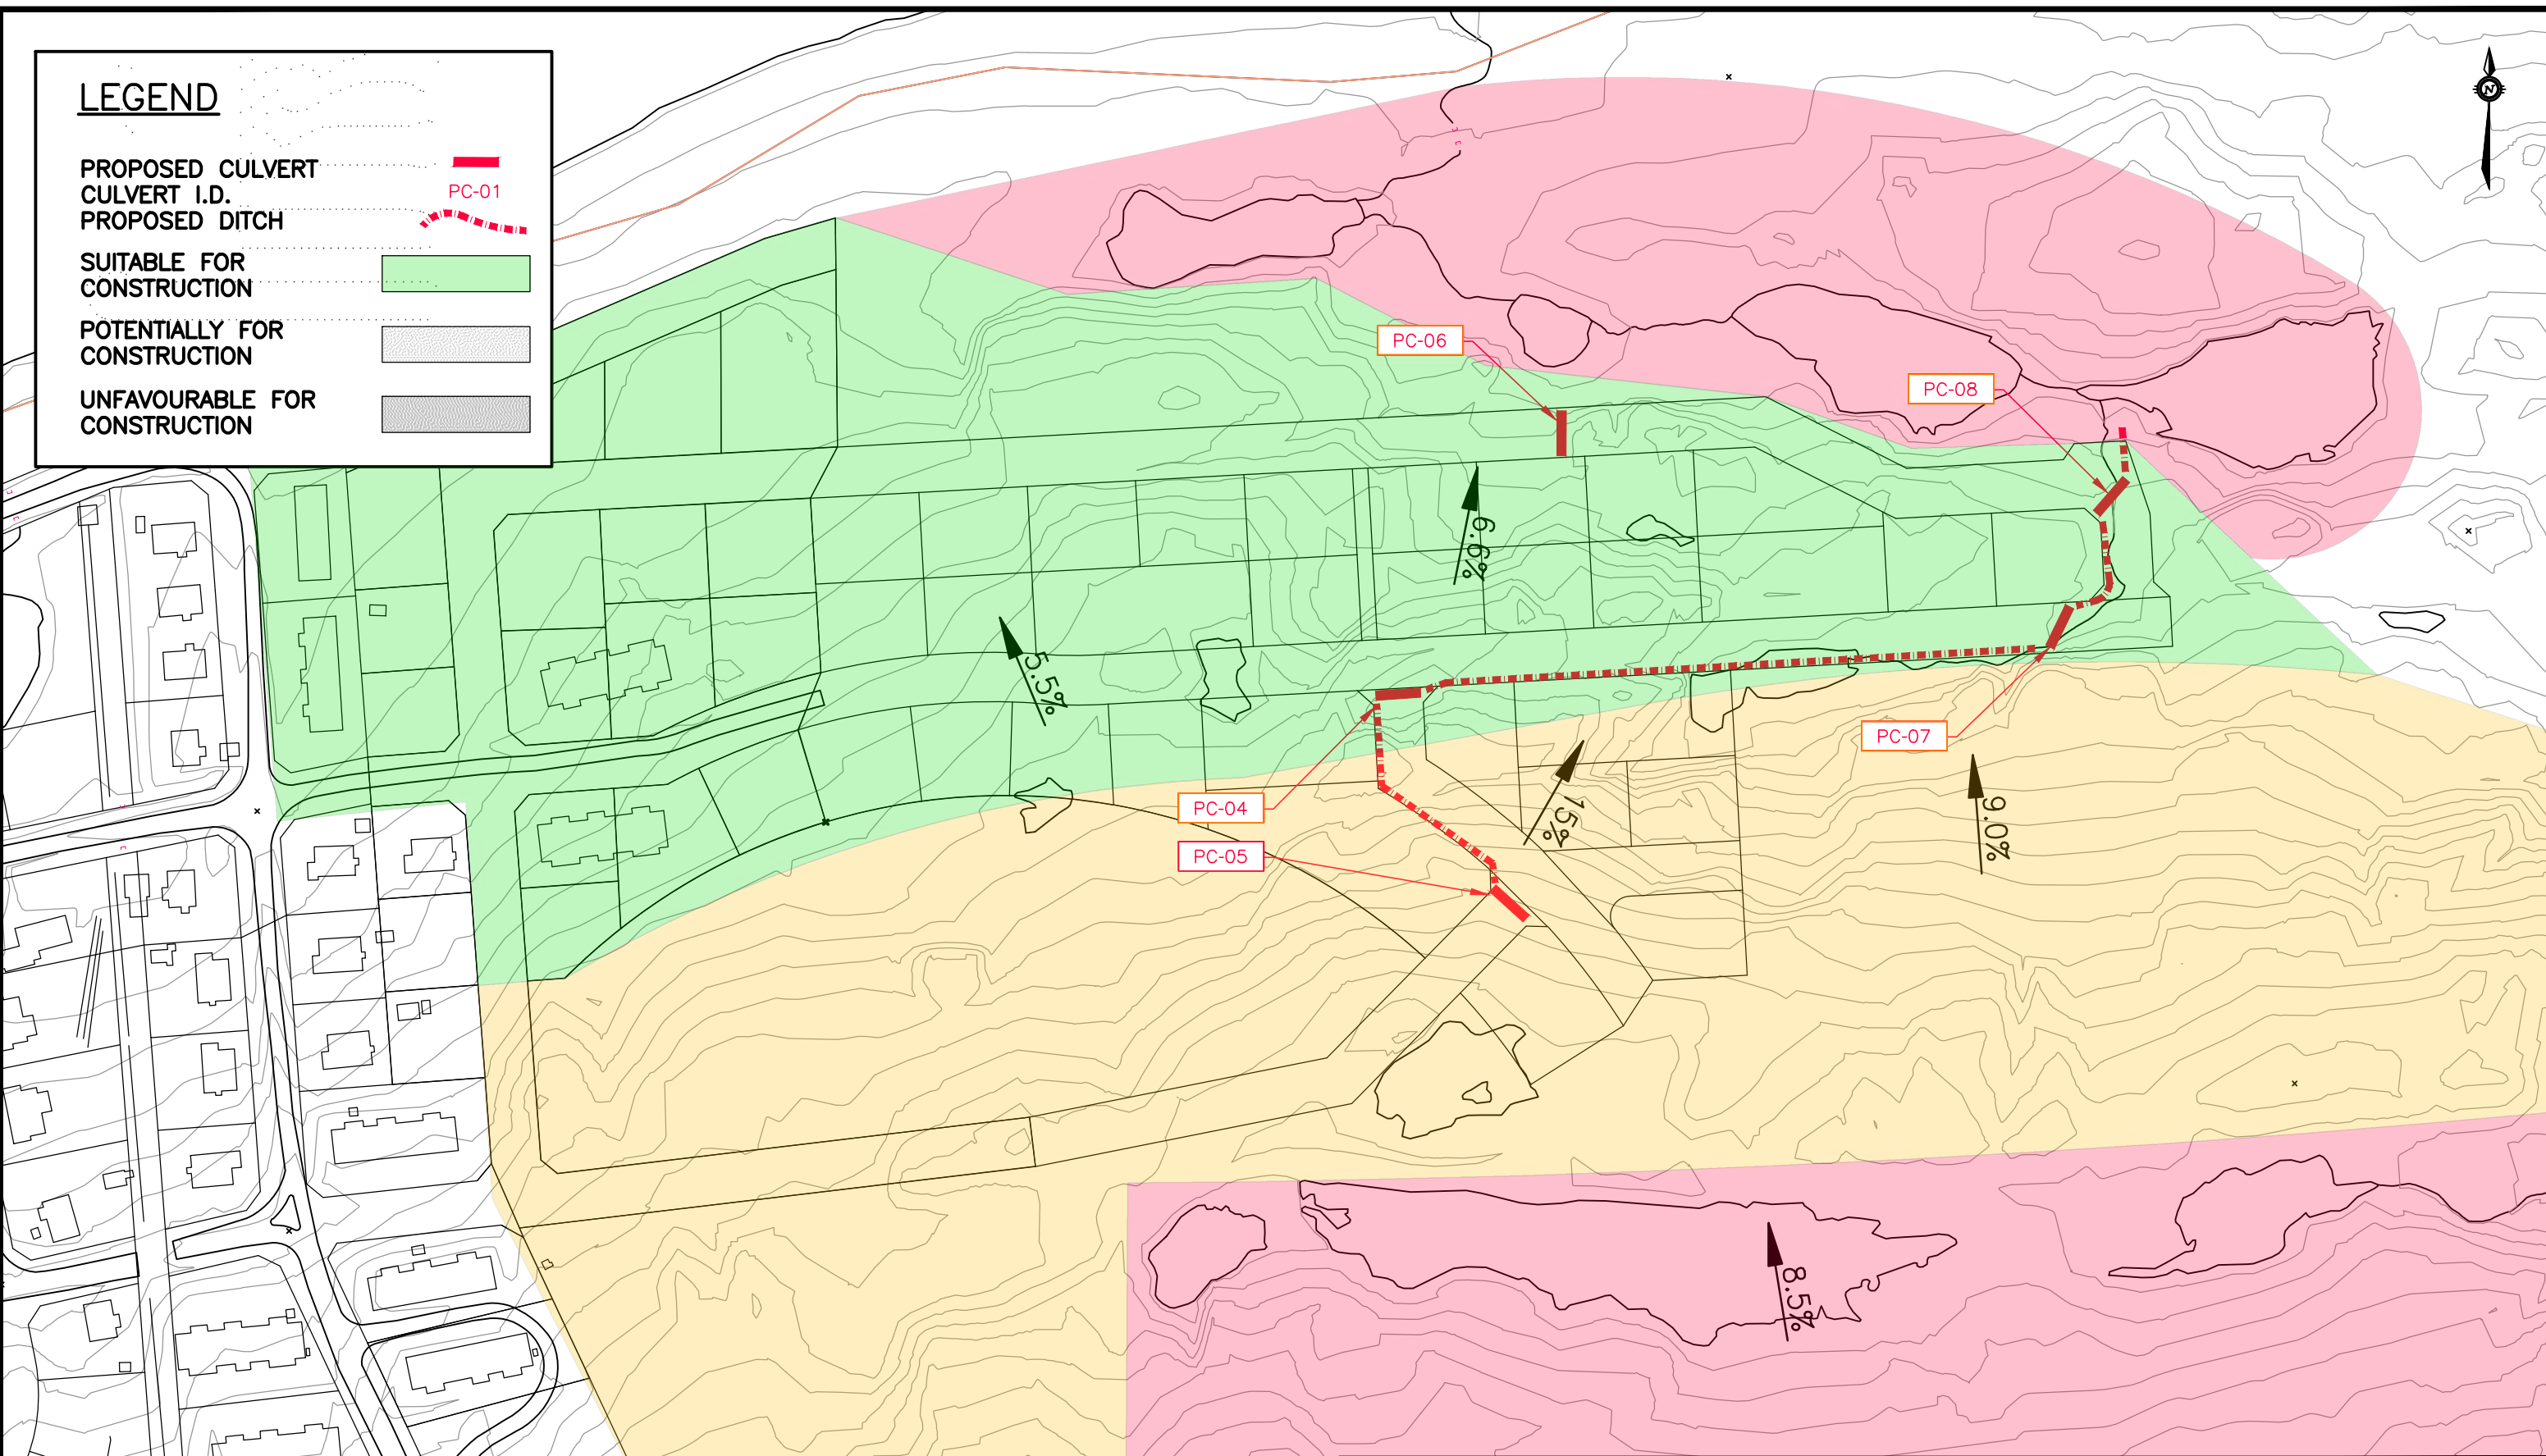 LEGEND
PROPOSED CULVERT
CULVERT I.D.
PC-01
PROPOSED DITCH
SUITABLE FOR
CONSTRUCTION
POTENTIALLY FOR
CONSTRUCTION
UNFAVOURABLE FOR
CONSTRUCTION
N
PC-06
PC-08
6.6%
5.5%
PC-07
PC-04
15%
9.0%
PC-05
8.5%